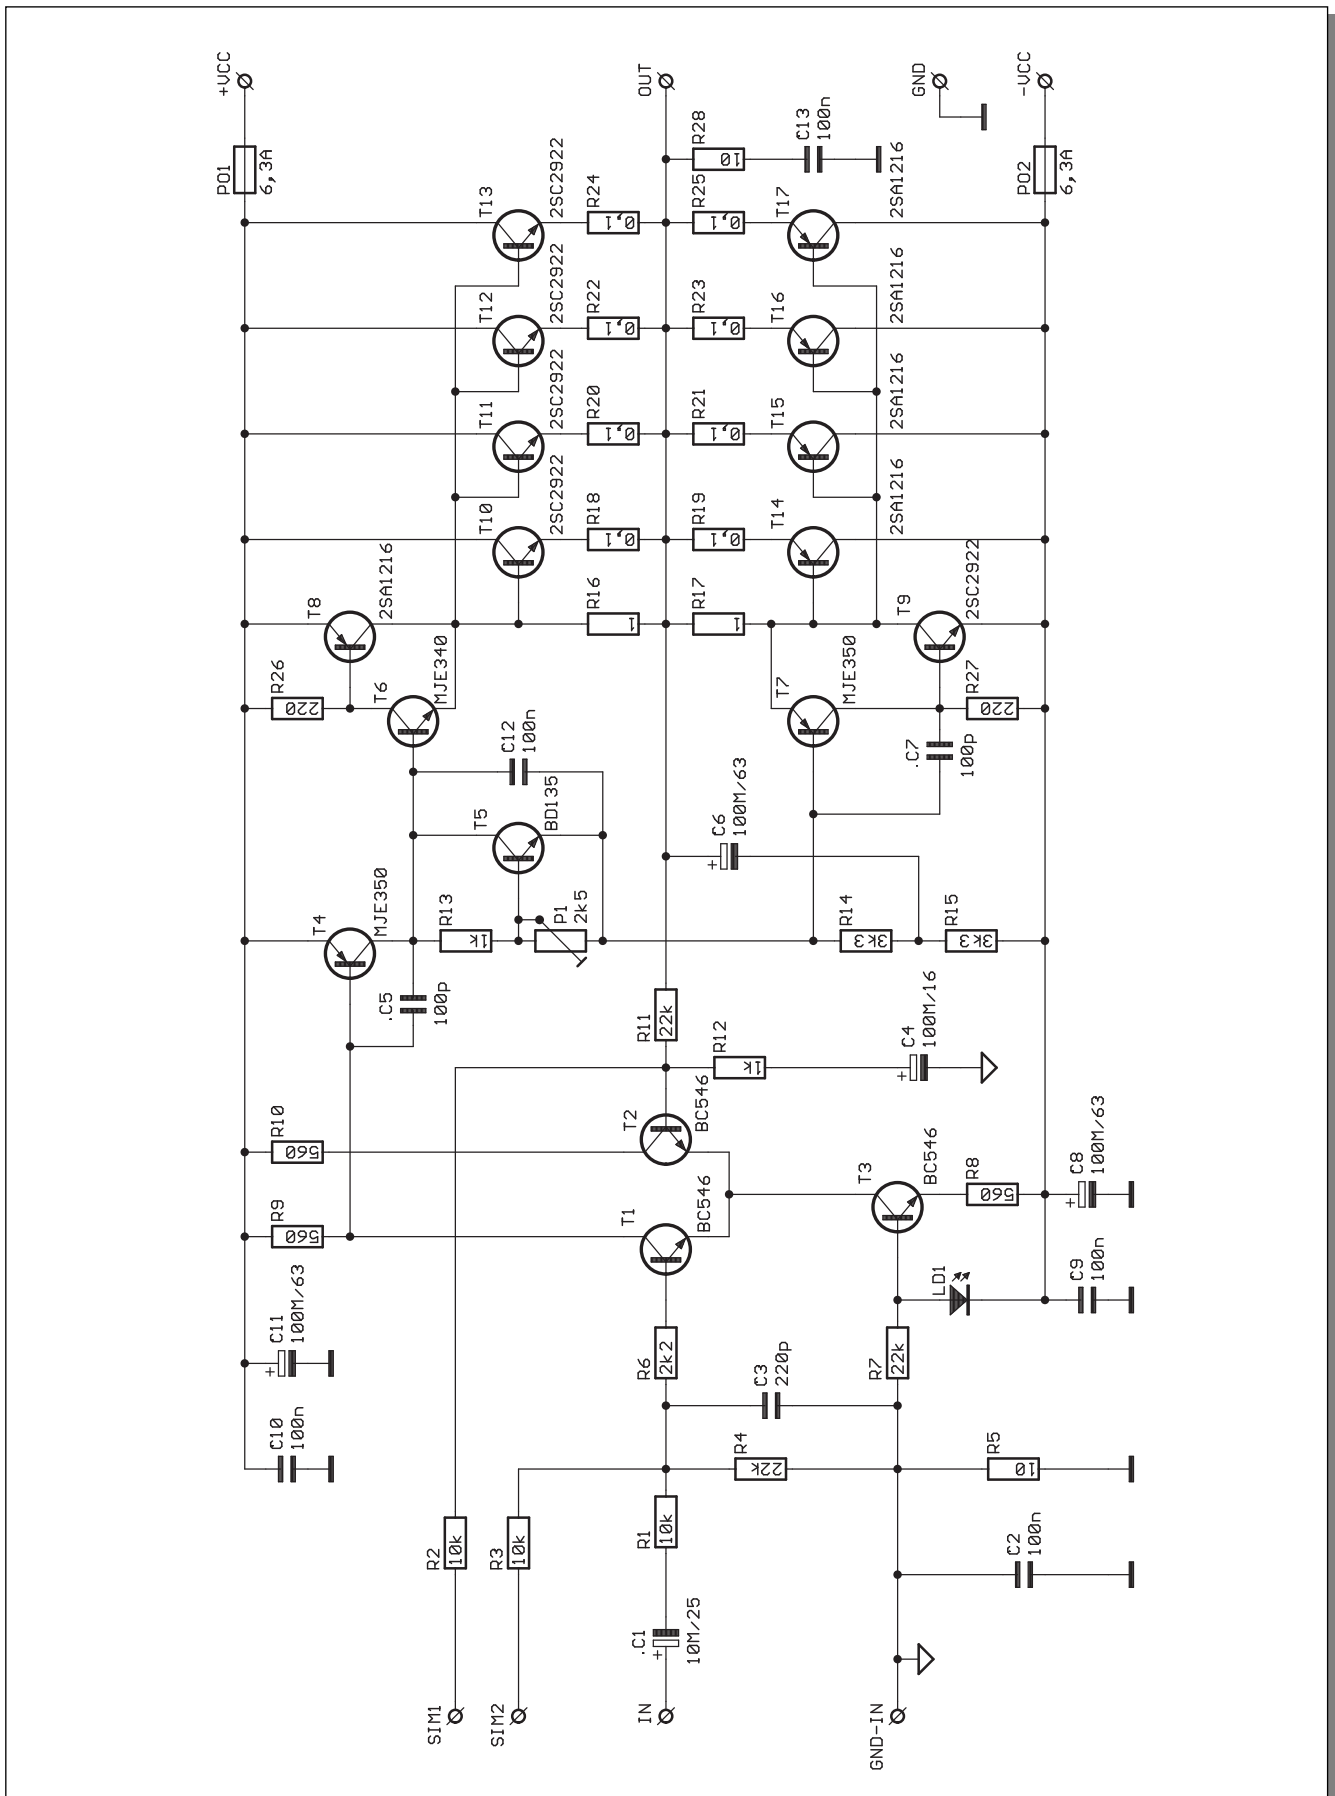 +VCC
PO1
6,3A
OUT
GND
-VCC
PO2
6,3A
R28
10
C13
100n
T13
2SC2922
R24
0,1
R25
0,1
T17
2SA1216
T12
2SC2922
R22
0,1
R23
0,1
T16
2SA1216
T11
2SC2922
R20
0,1
R21
0,1
T15
2SA1216
T10
2SC2922
R18
0,1
R19
0,1
T14
2SA1216
T8
2SA1216
R16
1
R17
1
T9
2SC2922
R26
220
T6
MJE340
T7
MJE350
R27
220
.C7
100p
C12
100n
T5
BD135
C6
+
100M/63
T4
MJE350
R13
1k
P1
2k5
R14
3k3
R15
3k3
.C5
100p
R11
22k
R12
1k
C4
+
100M/16
R10
560
T2
BC546
R9
560
T1
BC546
T3
BC546
R8
560
C8
+
100M/63
LD1
C9
100n
C11
+
100M/63
R6
2k2
C3
220p
R7
22k
C10
100n
R4
22k
R5
10
R2
10k
R3
10k
R1
10k
C2
100n
.C1
+
10M/25
SIM1
SIM2
IN
GND-IN